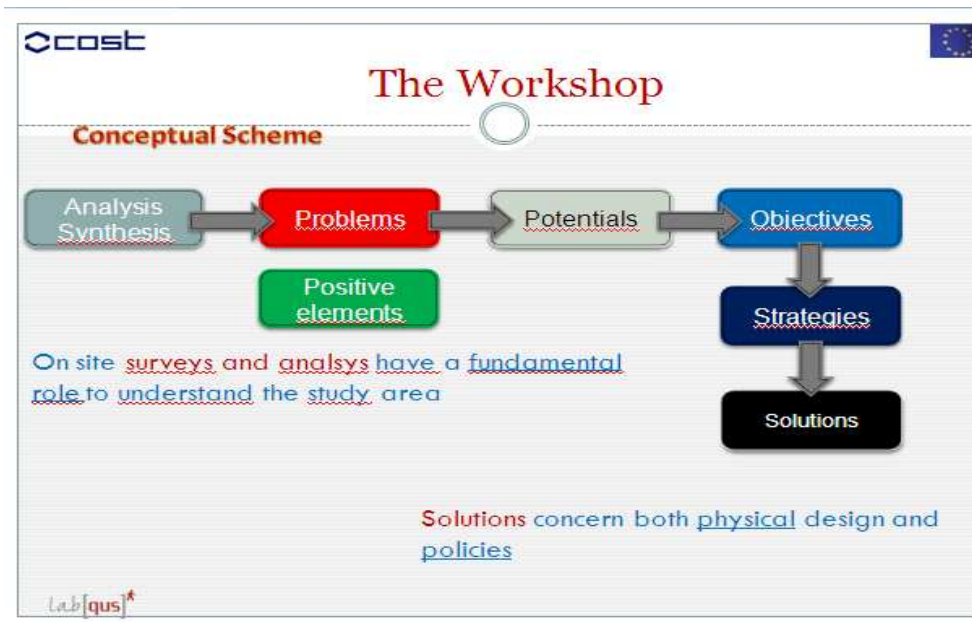 cost
The Workshop
Conceptual Scheme
Analysis
Synthesis
Problems
Potentials
Objectives
Positive
elements
Strategies
On site surveys and analsys have a fundamental
role to understand the study area
Solutions
Solutions concern both physical design and
policies
Lab[qus]